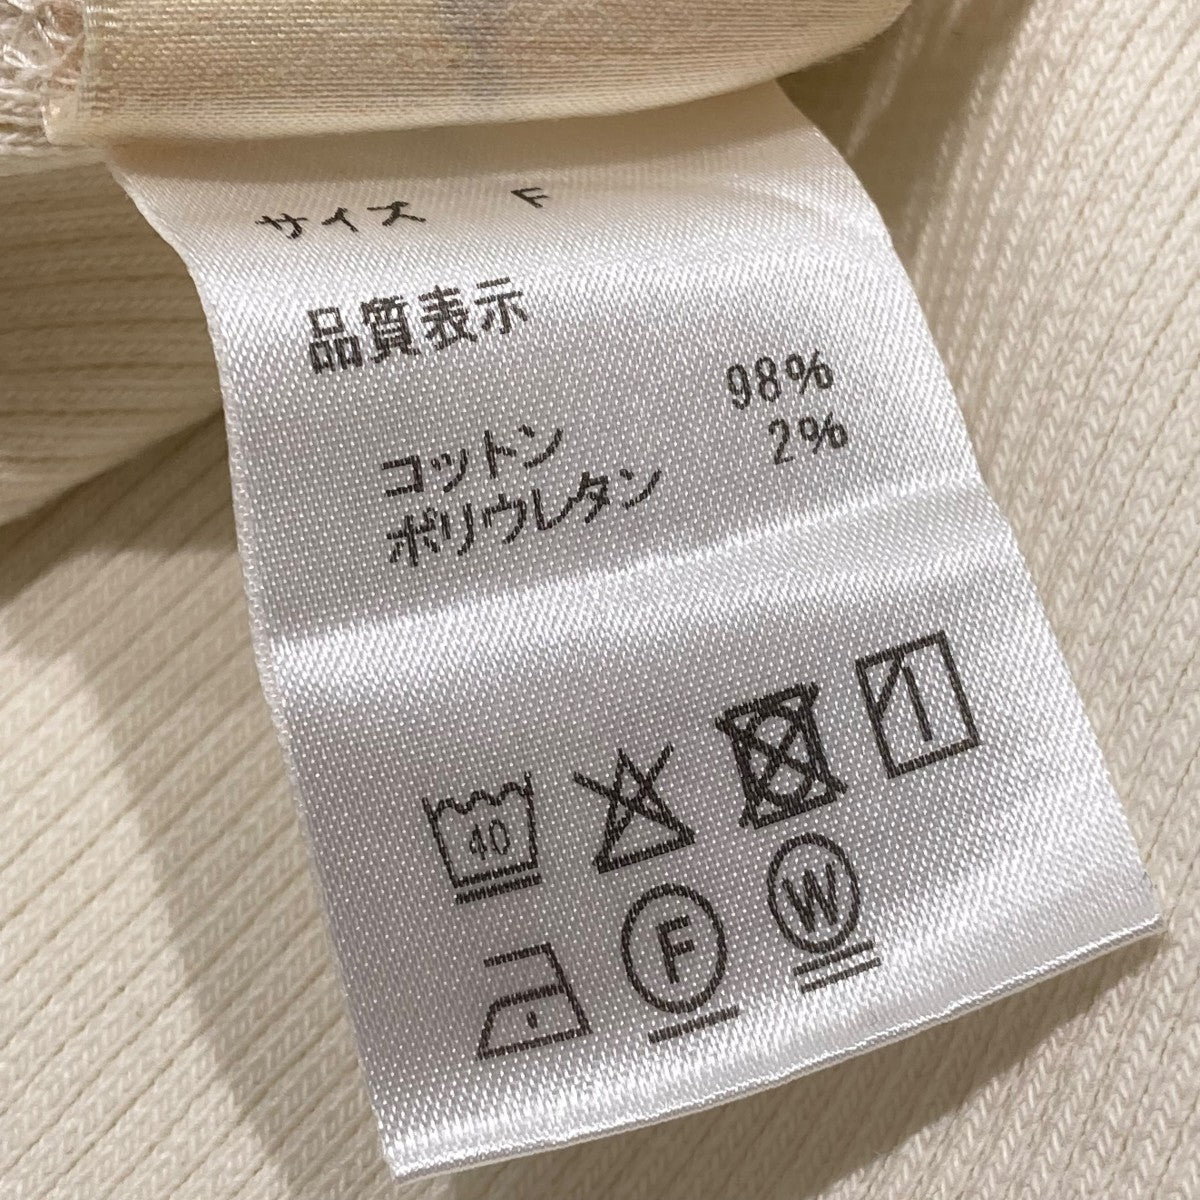 サイズ F
品質表示
コットン 98%
ポリウレタン 2%
40
F W